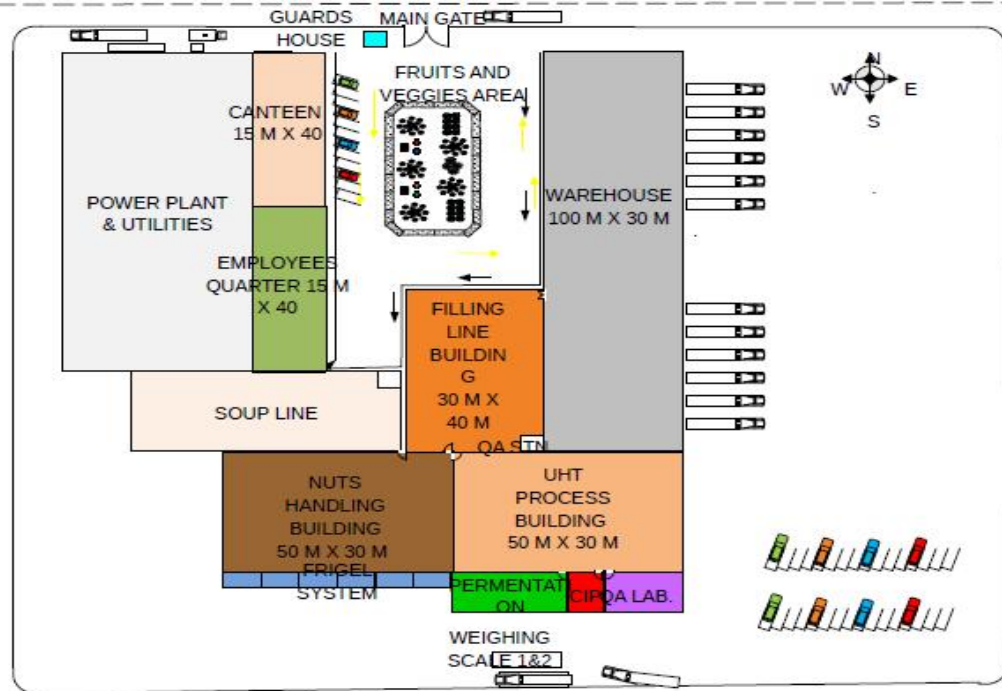 GUARDS
HOUSE
MAIN GATE
FRUITS AND
VEGGIES AREA
N
W
E
S
CANTEEN
15 M X 40
POWER PLANT
& UTILITIES
WAREHOUSE
100 M X 30 M
EMPLOYEES
QUARTER 15 M
X 40
FILLING
LINE
BUILDIN
G
30 M X
40 M
SOUP LINE
QA STN
NUTS
HANDLING
BUILDING
50 M X 30 M
UHT
PROCESS
BUILDING
50 M X 30 M
FRIGEL
SYSTEM
PERMENTATI
ON
CIP
QA LAB.
WEIGHING
SCALE 1&2